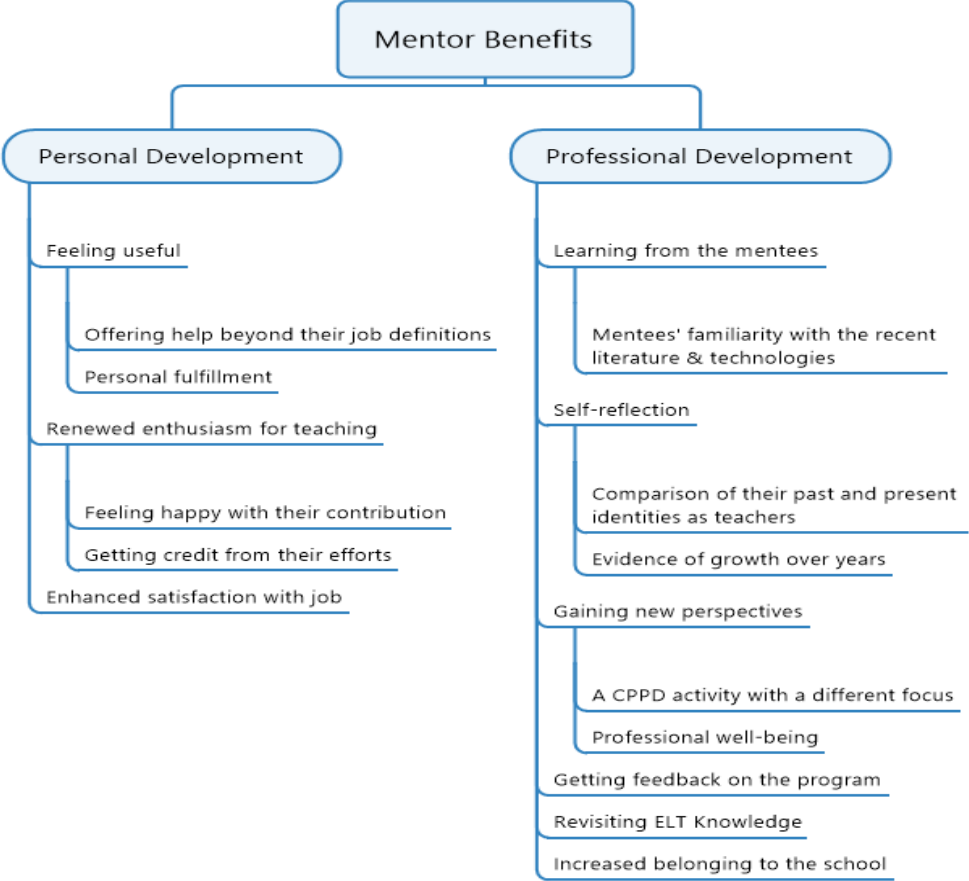 Mentor Benefits
Personal Development
Feeling useful
Offering help beyond their job definitions
Personal fulfillment
Renewed enthusiasm for teaching
Feeling happy with their contribution
Getting credit from their efforts
Enhanced satisfaction with job
Professional Development
Learning from the mentees
Mentees' familiarity with the recent
literature & technologies
Self-reflection
Comparison of their past and present
identities as teachers
Evidence of growth over years
Gaining new perspectives
A CPPD activity with a different focus
Professional well-being
Getting feedback on the program
Revisiting ELT Knowledge
Increased belonging to the school